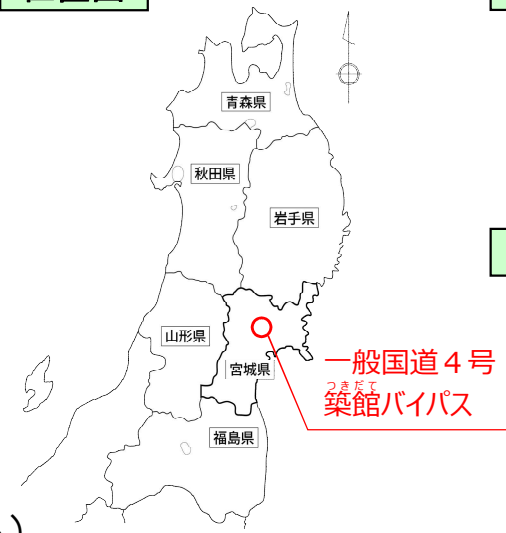 青森県
秋田県
岩手県
山形県
宮城県
一般国道４号
つきだて
築館バイパス
福島県